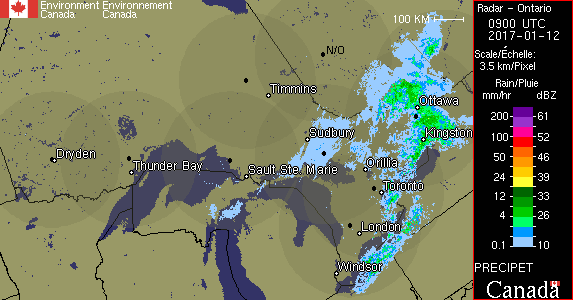 Environment Environnement
Canada Canada
100 KM
N/O
Timmins
Ottawa
Sudbury
Kingston
Dryden
Thunder Bay
Sault Ste. Marie
Orillia
Toronto
London
Windsor
Radar - Ontario
0900 UTC
2017-01-12
Scale/Échelle:
3.5 km/Pixel
Rain/Pluie
mm/hr dBZ
200 61
100 52
50 46
24 39
12 33
4 26
0.1 10
PRECIPET
Canada